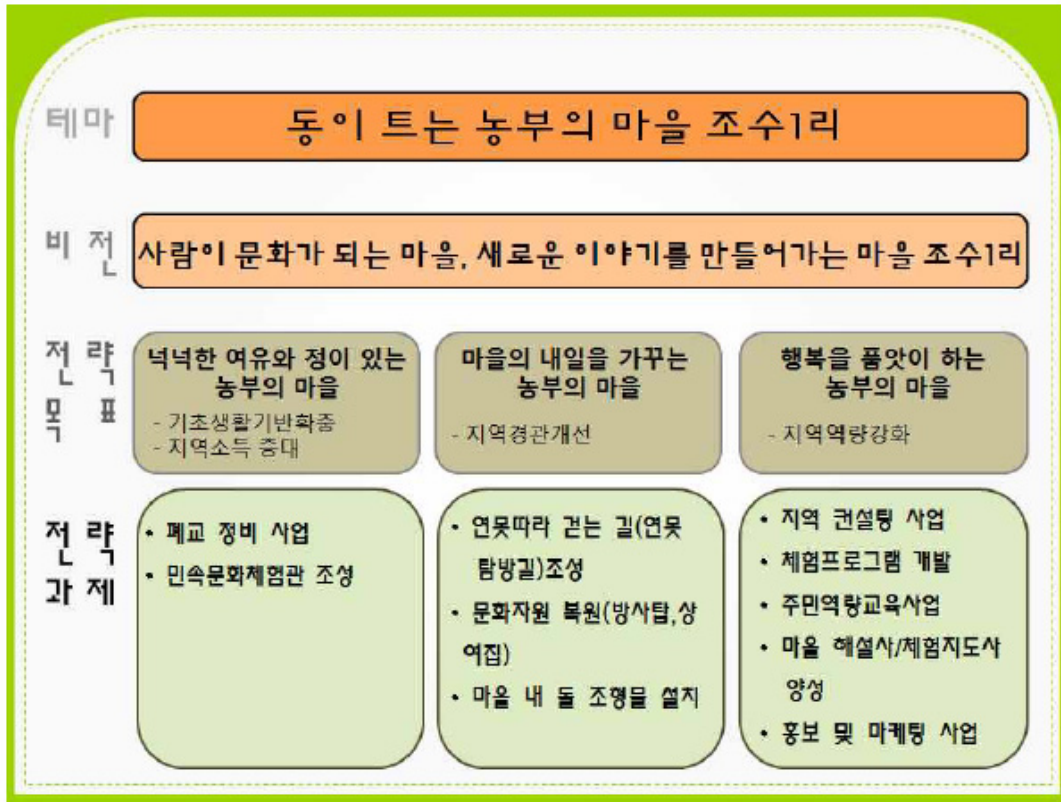 테마
동이 트는 농부의 마을 조수1리
비 전
사람이 문화가 되는 마을, 새로운 이야기를 만들어가는 마을 조수1리
전 략
목 표
넉넉한 여유와 정이 있는
농부의 마을
- 기초생활기반확충
- 지역소득 증대
마을의 내일을 가꾸는
농부의 마을
- 지역경관개선
행복을 품앗이 하는
농부의 마을
- 지역역량강화
전 략
과 제
• 폐교 정비 사업
• 민속문화체험관 조성
• 연못따라 걷는 길(연못
탐방길)조성
• 문화자원 복원(방사탑,상
여집)
• 마을 내 돌 조형물 설치
• 지역 컨설팅 사업
• 체험프로그램 개발
• 주민역량교육사업
• 마을 해설사/체험지도사
양성
• 홍보 및 마케팅 사업